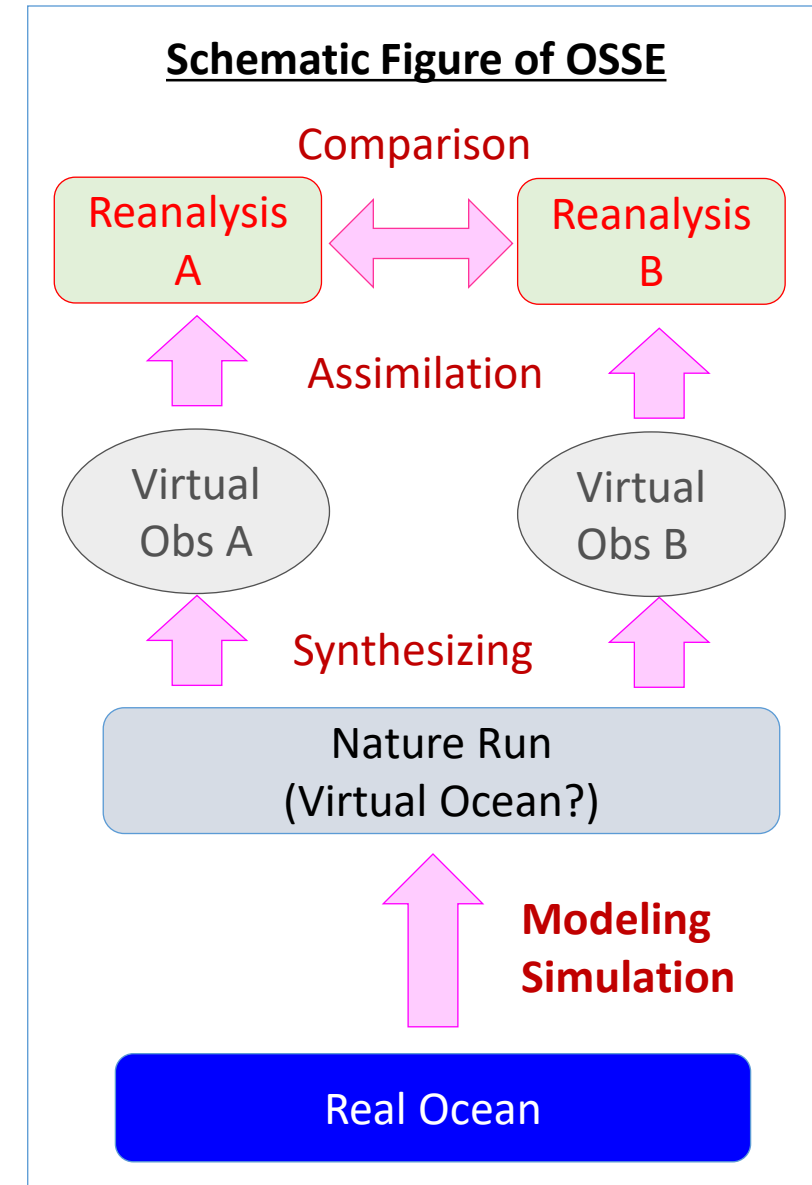 Schematic Figure of OSSE
Comparison
Reanalysis
A
Reanalysis
B
Assimilation
Virtual
Obs A
Virtual
Obs B
Synthesizing
Nature Run
(Virtual Ocean?)
Modeling
Simulation
Real Ocean